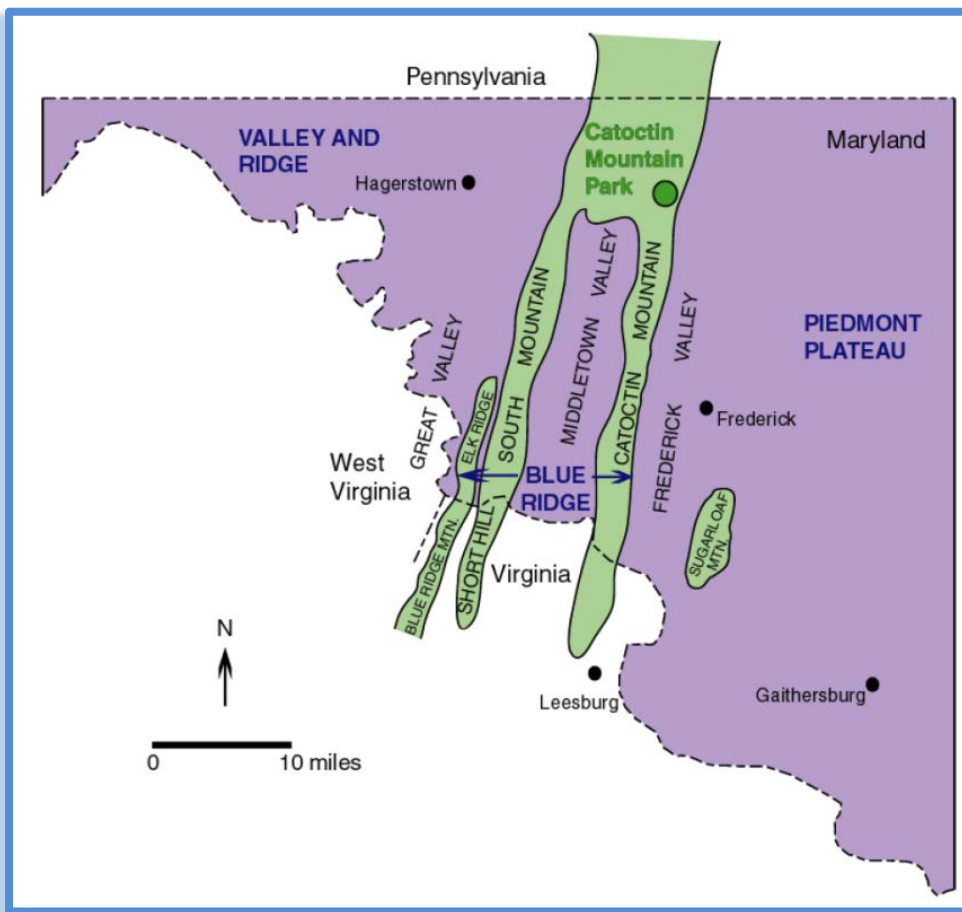 Pennsylvania
VALLEY AND
RIDGE
Catoctin
Mountain
Park
Maryland
Hagerstown
SOUTH MOUNTAIN
MIDDLETOWN VALLEY
CATOCTIN MOUNTAIN
FREDERICK VALLEY
PIEDMONT
PLATEAU
GREAT VALLEY
ELK RIDGE
Frederick
West
Virginia
BLUE
RIDGE
SUGARLOAF
MTN.
BLUE RIDGE MTN.
SHORT HILL
Virginia
N
Leesburg
Gaithersburg
0 10 miles